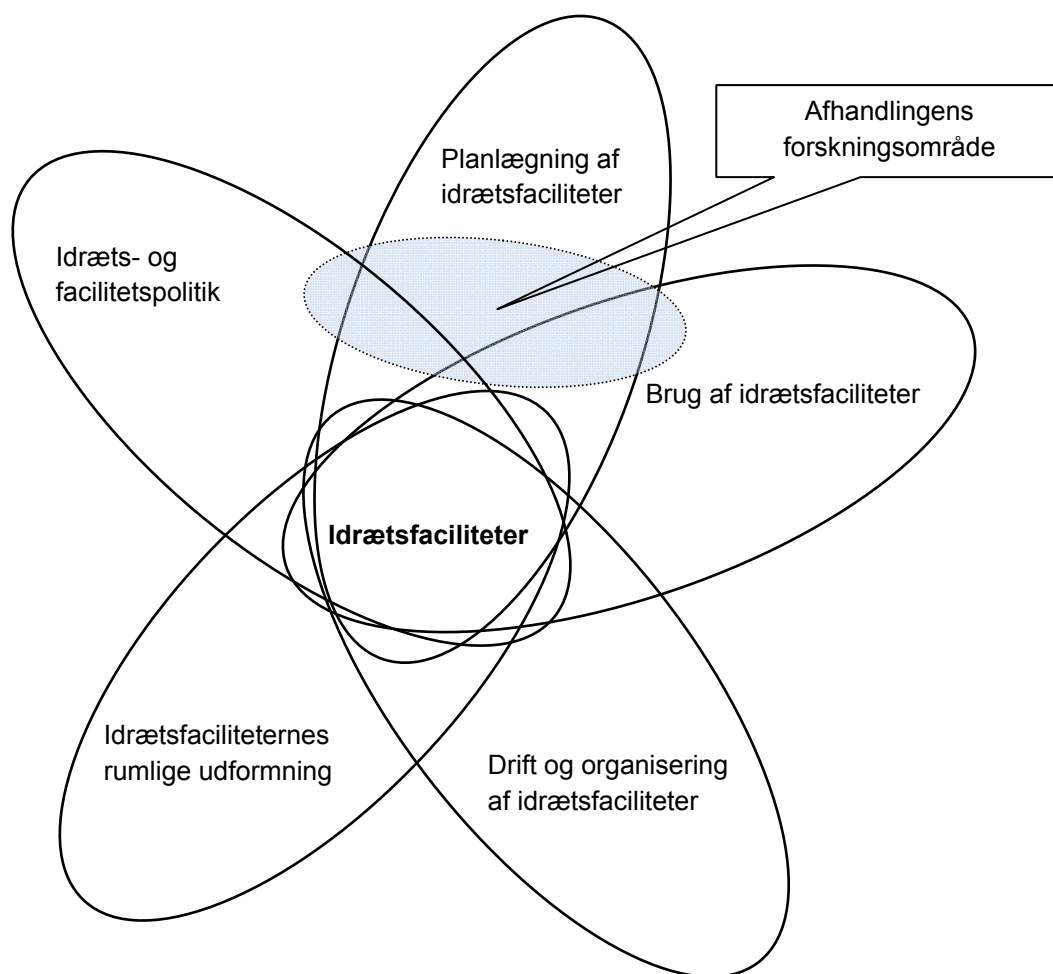 Afhandlingens
forskningsområde
Planlægning af
idrætsfaciliteter
Idræts- og
facilitetspolitik
Brug af idrætsfaciliteter
Idrætsfaciliteter
Idrætsfaciliteternes
rumlige udformning
Drift og organisering
af idrætsfaciliteter